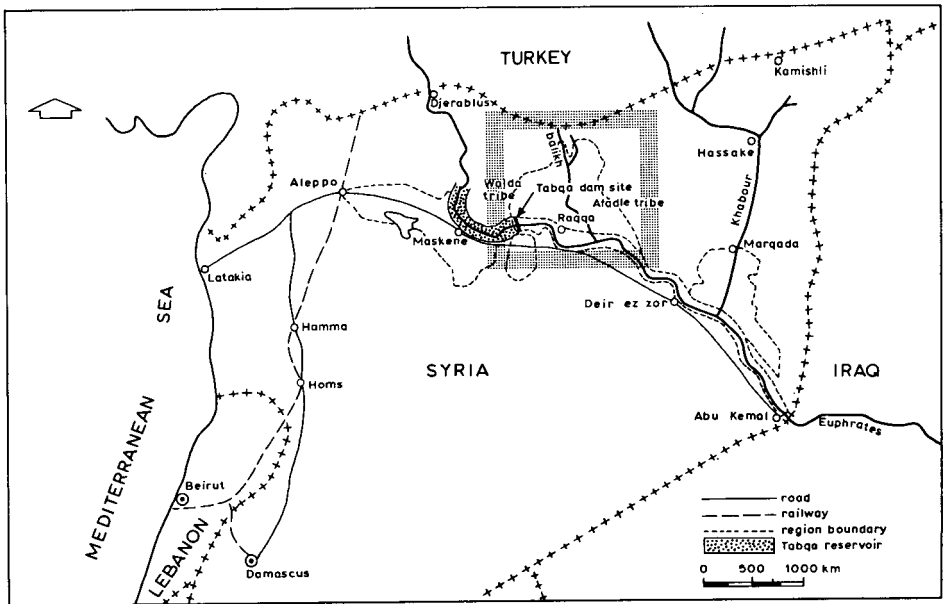 TURKEY
Kamishli
Djerablus
balikh
Hassake
Aleppo
Walda
tribe
Tabqa dam site
Afadle tribe
Khabour
Maskene
Raqqa
Marqada
Latakia
SEA
Deir ez zor
Hamma
SYRIA
IRAQ
Homs
Abu Kemal
Euphrates
MEDITERRANEAN
Beirut
LEBANON
Damascus
road
railway
region boundary
Tabqa reservoir
0 500 1000 km